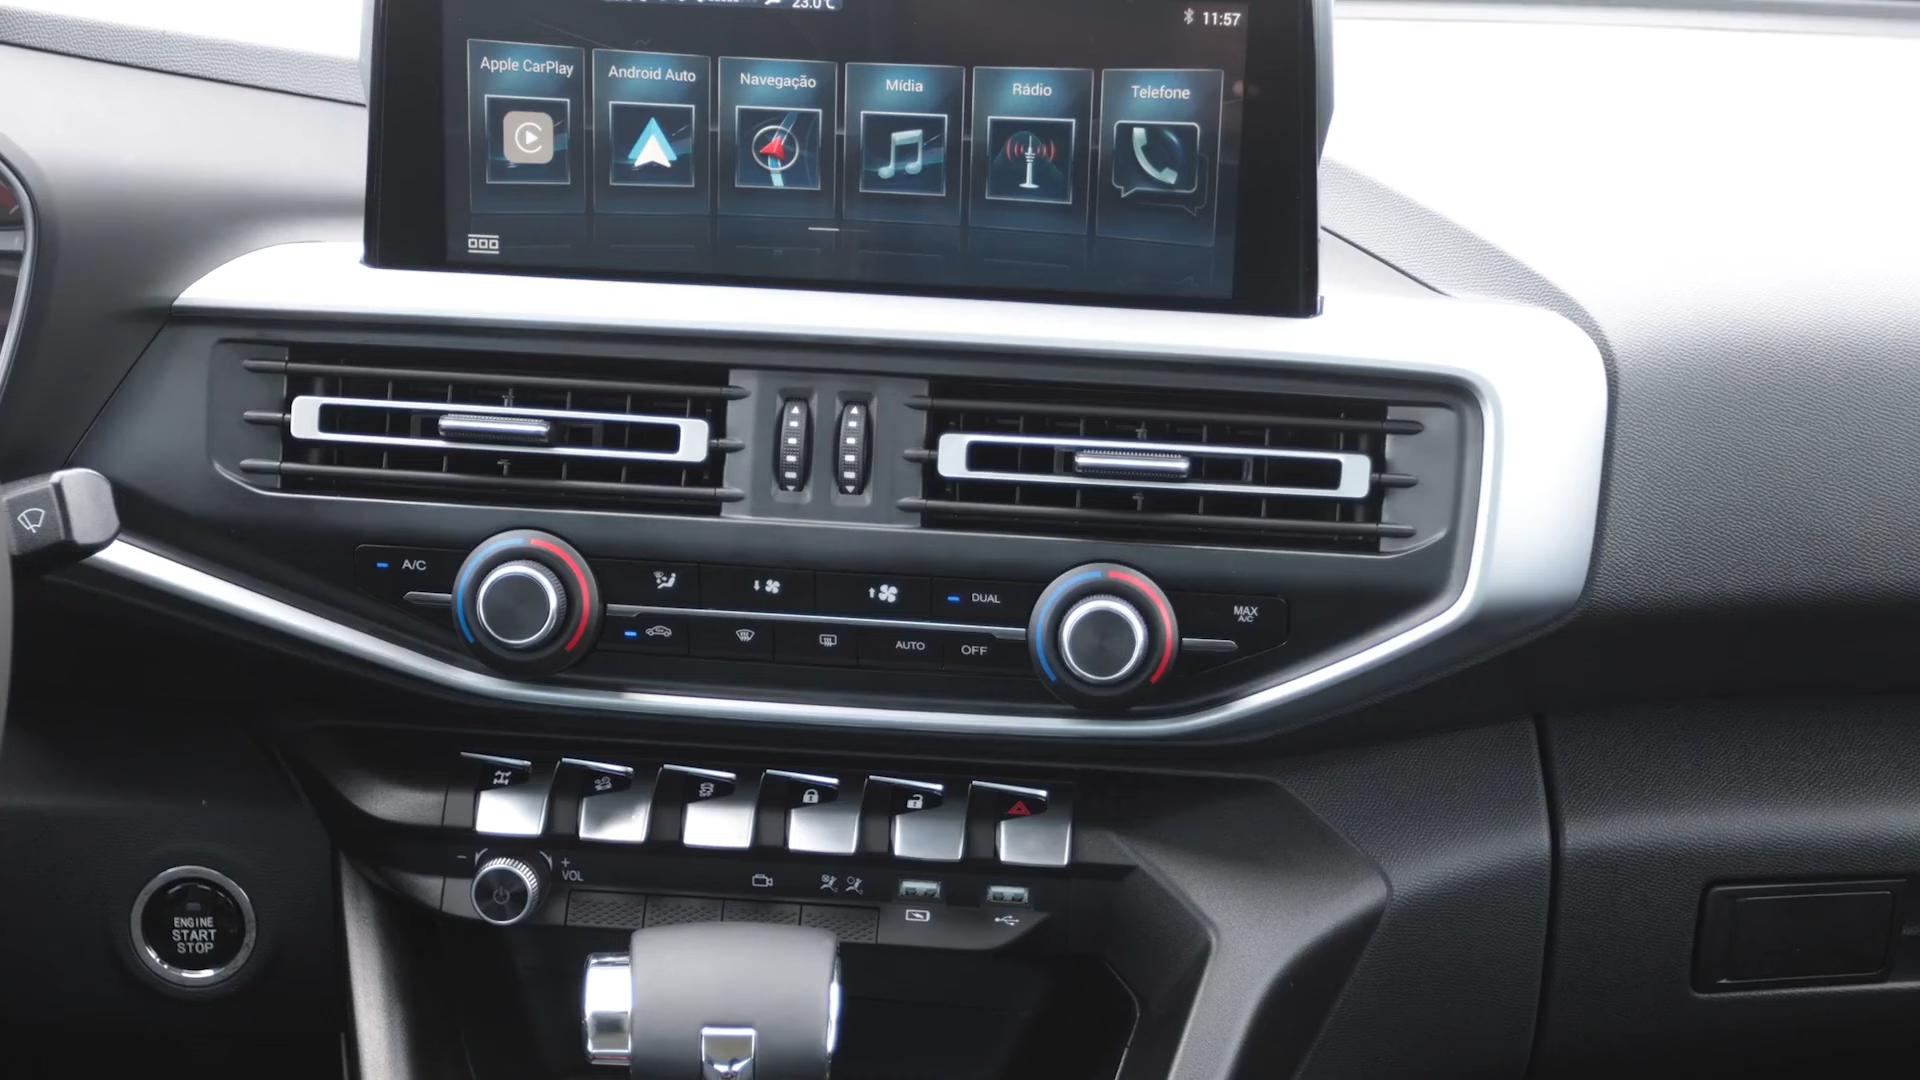 23.0°C
11:57
Apple CarPlay
Android Auto
Navegação
Mídia
Rádio
Telefone
A/C
DUAL
MAX
A/C
AUTO
OFF
VOL
ENGINE
START
STOP